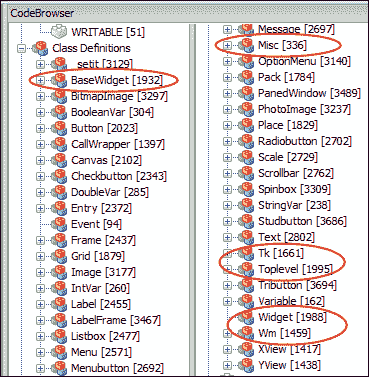 CodeBrowser
WRITABLE [51]
Class Definitions
_setit [3129]
BaseWidget [1932]
BitmapImage [3297]
BooleanVar [304]
Button [2023]
CallWrapper [1397]
Canvas [2102]
Checkbutton [2343]
DoubleVar [285]
Entry [2372]
Event [94]
Frame [2437]
Grid [1879]
Image [3177]
IntVar [260]
Label [2455]
LabelFrame [3467]
Listbox [2477]
Menu [2571]
Menubutton [2692]
Message [2697]
Misc [336]
OptionMenu [3140]
Pack [1784]
PanedWindow [3489]
PhotoImage [3237]
Place [1829]
Radiobutton [2702]
Scale [2729]
Scrollbar [2762]
Spinbox [3309]
StringVar [238]
Studbutton [3686]
Text [2802]
Tk [1661]
Toplevel [1995]
Tributton [3694]
Variable [162]
Widget [1988]
Wm [1459]
XView [1417]
YView [1438]